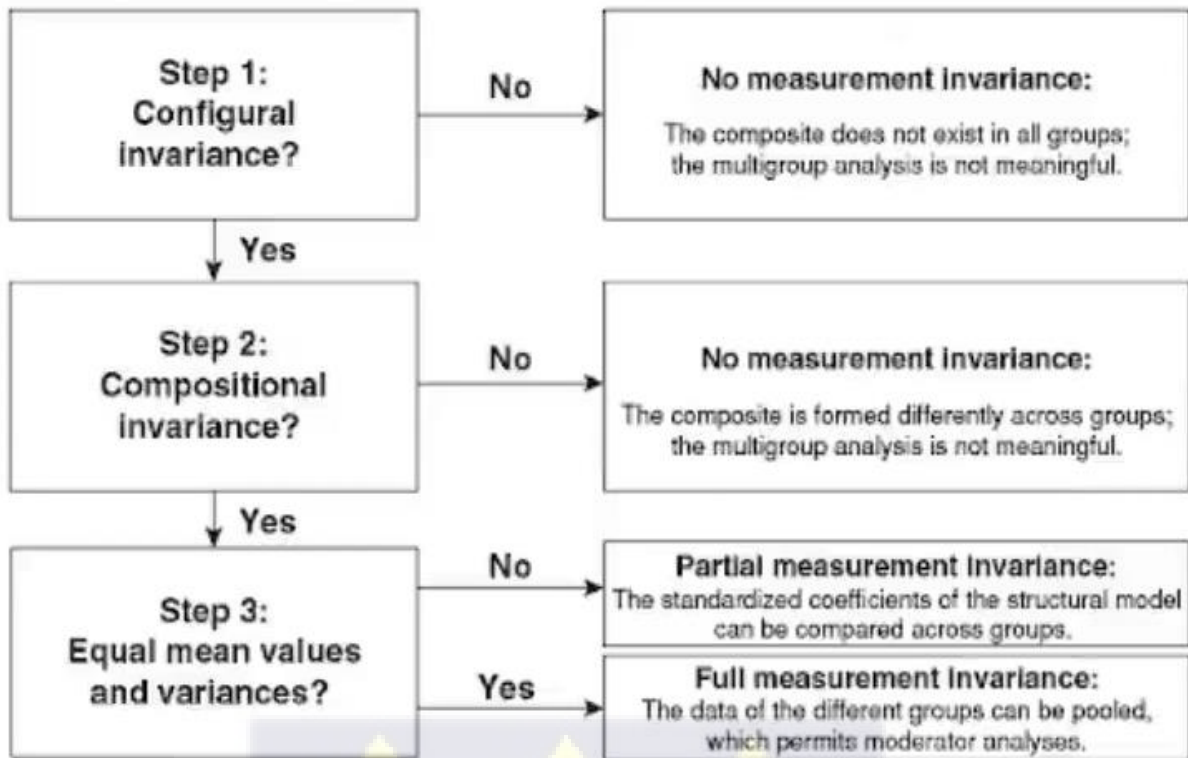 Step 1:
Configural
invariance?
No
No measurement invariance:
The composite does not exist in all groups;
the multigroup analysis is not meaningful.
Yes
Step 2:
Compositional
invariance?
No
No measurement invariance:
The composite is formed differently across groups;
the multigroup analysis is not meaningful.
Yes
Step 3:
Equal mean values
and variances?
No
Partial measurement invariance:
The standardized coefficients of the structural model
can be compared across groups.
Yes
Full measurement invariance:
The data of the different groups can be pooled,
which permits moderator analyses.